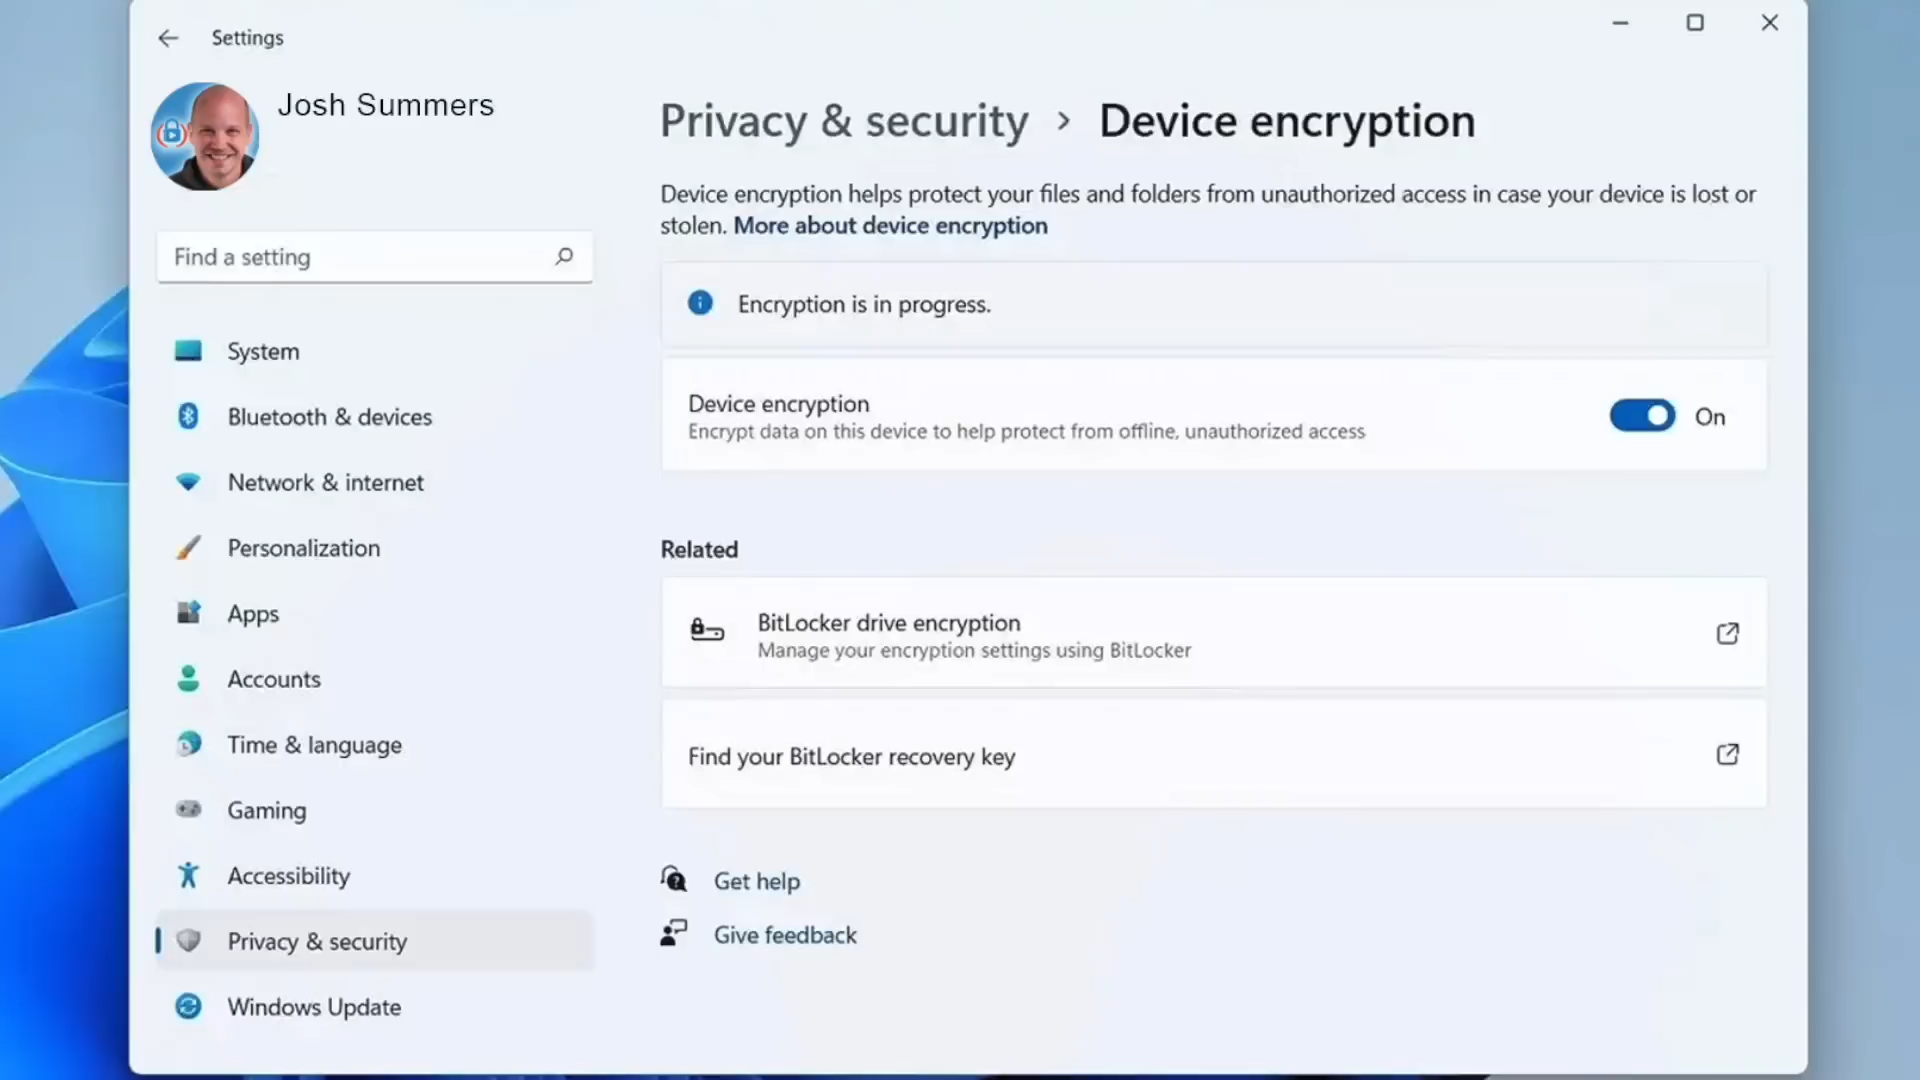 Settings
Josh Summers
Find a setting
System
Bluetooth & devices
Network & internet
Personalization
Apps
Accounts
Time & language
Gaming
Accessibility
Privacy & security
Windows Update
Privacy & security › Device encryption
Device encryption helps protect your files and folders from unauthorized access in case your device is lost or
stolen. More about device encryption
Encryption is in progress.
Device encryption
Encrypt data on this device to help protect from offline, unauthorized access
On
Related
BitLocker drive encryption
Manage your encryption settings using BitLocker
Find your BitLocker recovery key
Get help
Give feedback